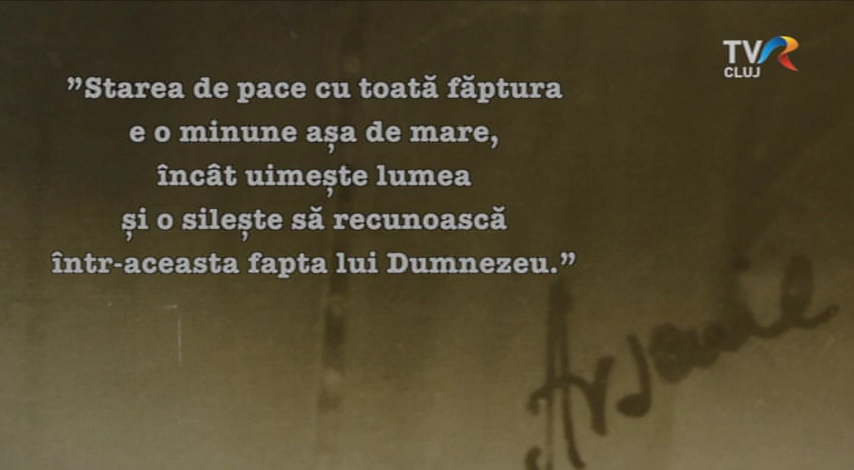 TVR
CLUJ
”Starea de pace cu toată făptura
e o minune așa de mare,
încât uimește lumea
și o silește să recunoască
într-aceasta fapta lui Dumnezeu.”
Arsenie